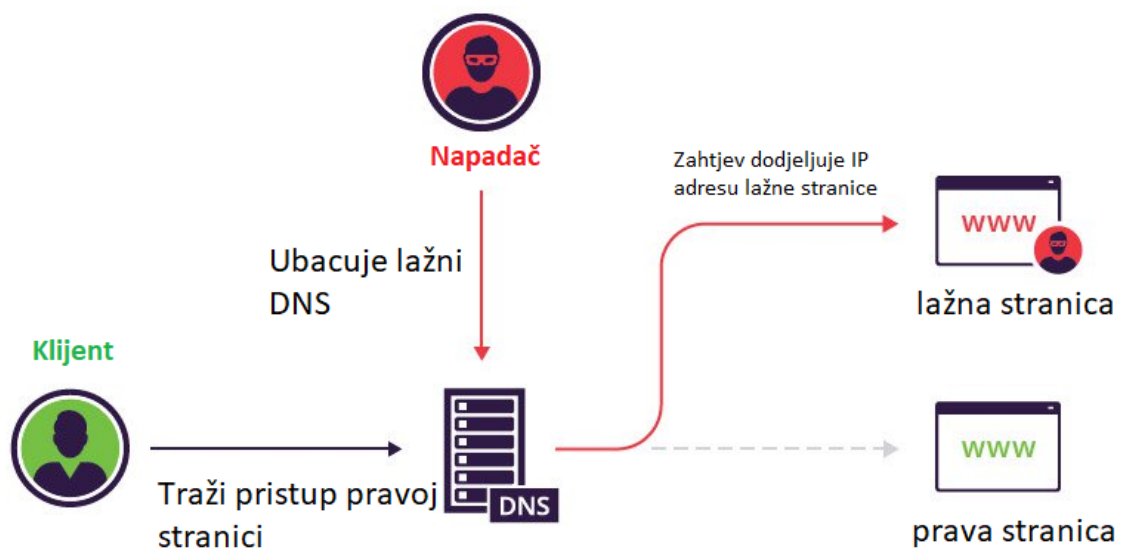 Napadač
Zahtjev dodjeljuje IP
adresu lažne stranice
www
Ubacuje lažni
DNS
lažna stranica
Klijent
DNS
www
Traži pristup pravoj
stranici
prava stranica